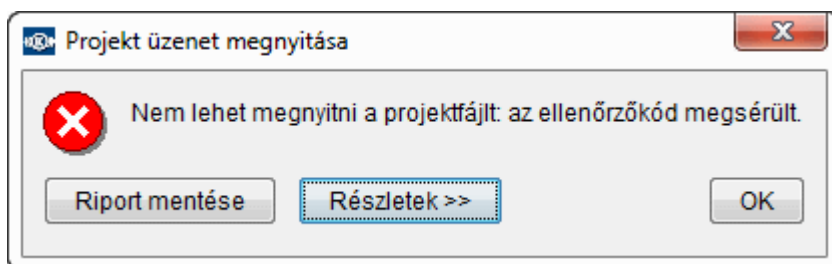 Projekt üzenet megnyitása
Nem lehet megnyitni a projektfájlt: az ellenőrzőkód megsérült.
Riport mentése
Részletek >>
OK